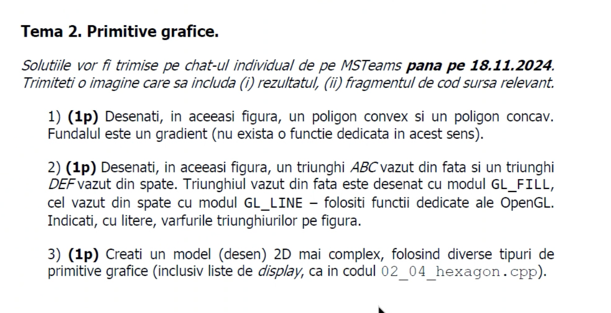 Tema 2. Primitive grafice.
Solutiile vor fi trimise pe chat-ul individual de pe MSTeams pana pe 18.11.2024.
Trimiteti o imagine care sa includa (i) rezultatul, (ii) fragmentul de cod sursa relevant.
1) (1p) Desenati, in aceeasi figura, un poligon convex si un poligon concav.
Fundalul este un gradient (nu exista o functie dedicata in acest sens).
2) (1p) Desenati, in aceeasi figura, un triunghi ABC vazut din fata si un triunghi
DEF vazut din spate. Triunghiul vazut din fata este desenat cu modul GL_FILL,
cel vazut din spate cu modul GL_LINE – folositi functii dedicate ale OpenGL.
Indicati, cu litere, varfurile triunghiurilor pe figura.
3) (1p) Creati un model (desen) 2D mai complex, folosind diverse tipuri de
primitive grafice (inclusiv liste de display, ca in codul 02_04_hexagon.cpp).